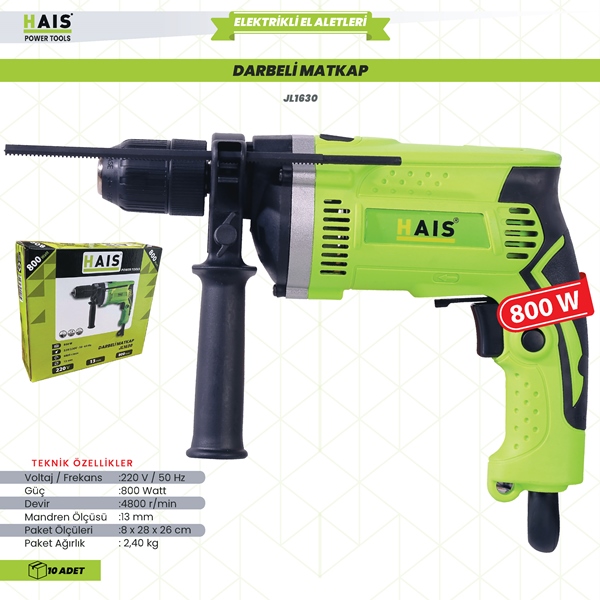 HAIS®
POWER TOOLS
ELEKTRİKLİ EL ALETLERİ
DARBELİ MATKAP
JL1630
HAIS®
800 W
800
800
HAIS
POWER TOOLS
DARBELİ MATKAP
220 V
13
TEKNİK ÖZELLİKLER
Voltaj / Frekans :220 V / 50 Hz
Güç :800 Watt
Devir :4800 r/min
Mandren Ölçüsü :13 mm
Paket Ölçüleri :8 x 28 x 26 cm
Paket Ağırlık : 2,40 kg
10 ADET